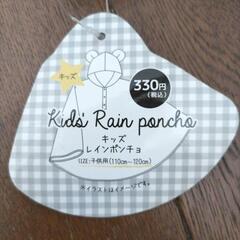 キッズ
330円
(税込)
Kids' Rain poncho
キッズ
レインポンチョ
SIZE:子供用(110cm〜120cm)
※イラストはイメージです。